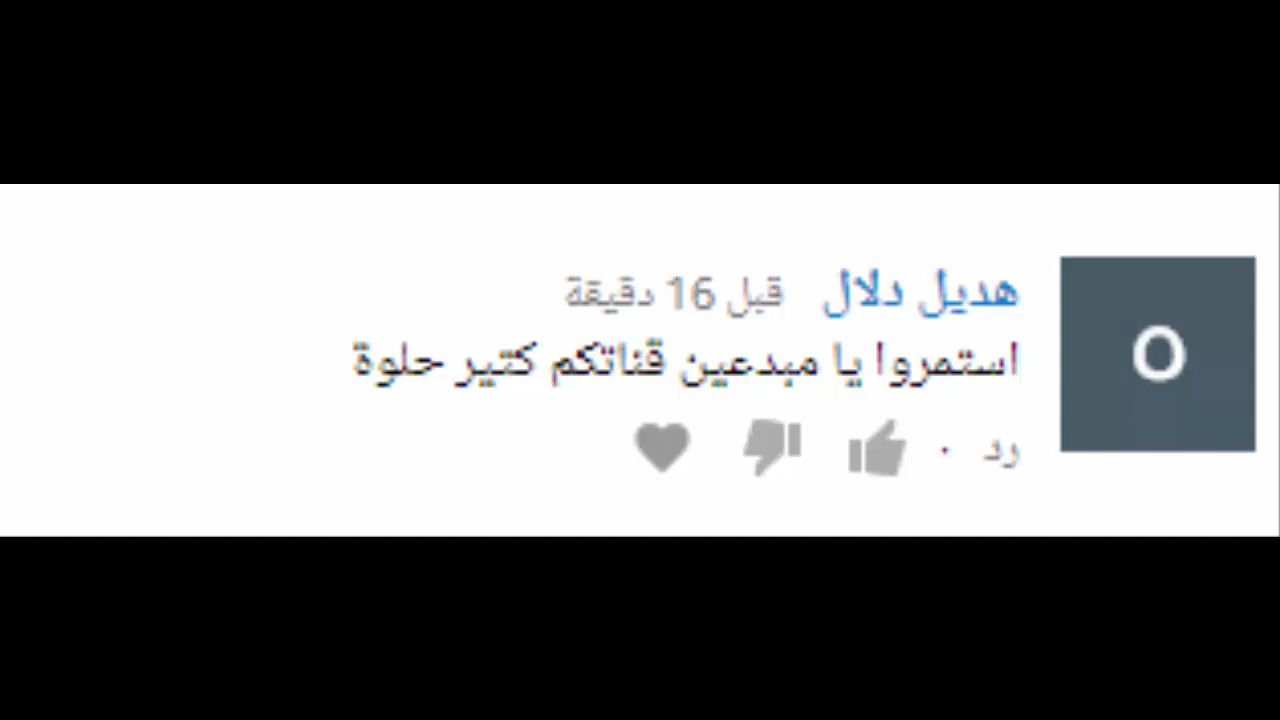 هديل دلال قبل 16 دقيقة
استمروا يا مبدعين قناتكم كتير حلوة
رد ·
O